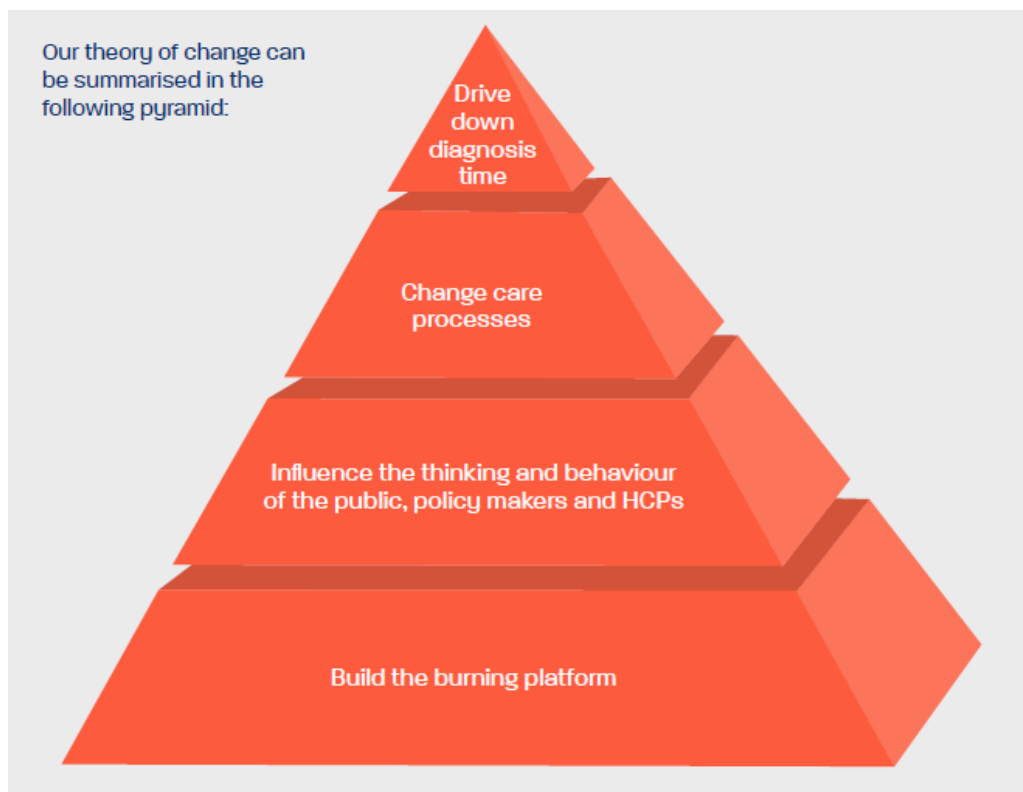 Our theory of change can
be summarised in the
following pyramid:
Drive
down
diagnosis
time
Change care
processes
Influence the thinking and behaviour
of the public, policy makers and HCPs
Build the burning platform